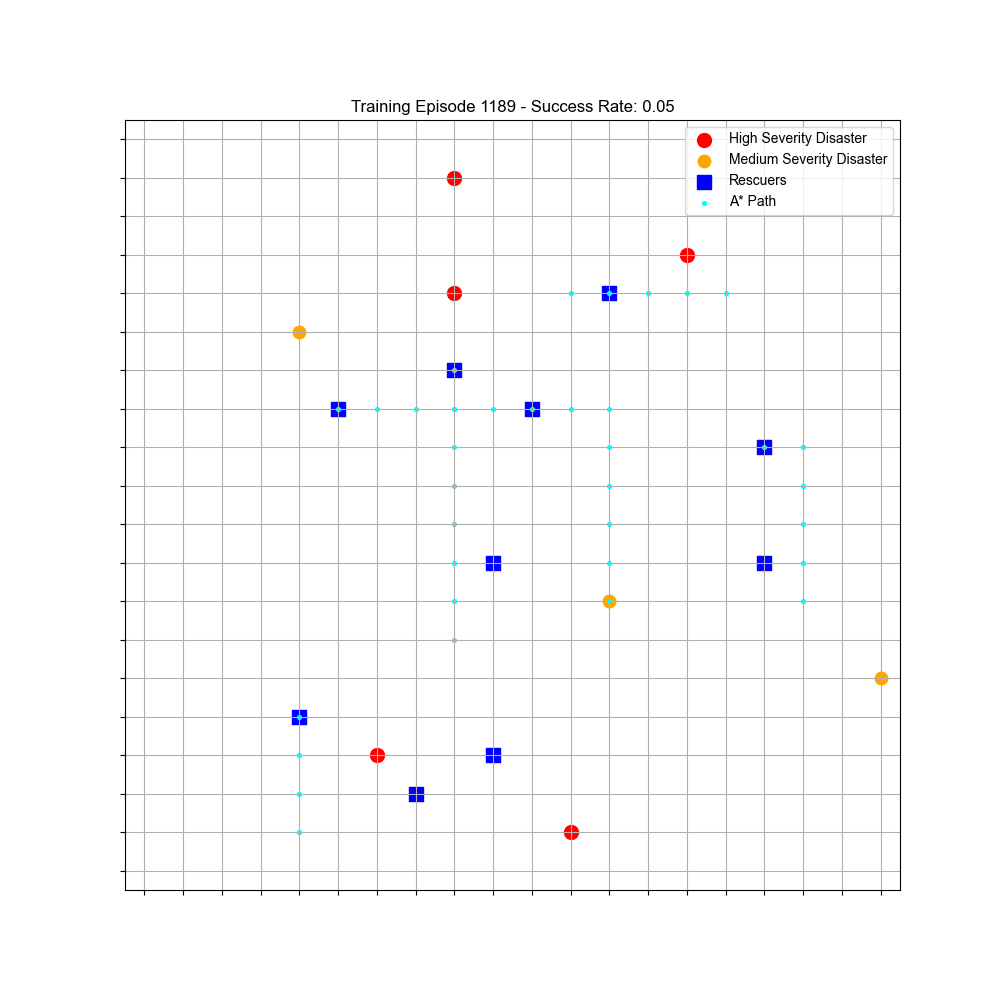 Training Episode 1189 - Success Rate: 0.05
High Severity Disaster
Medium Severity Disaster
Rescuers
A* Path